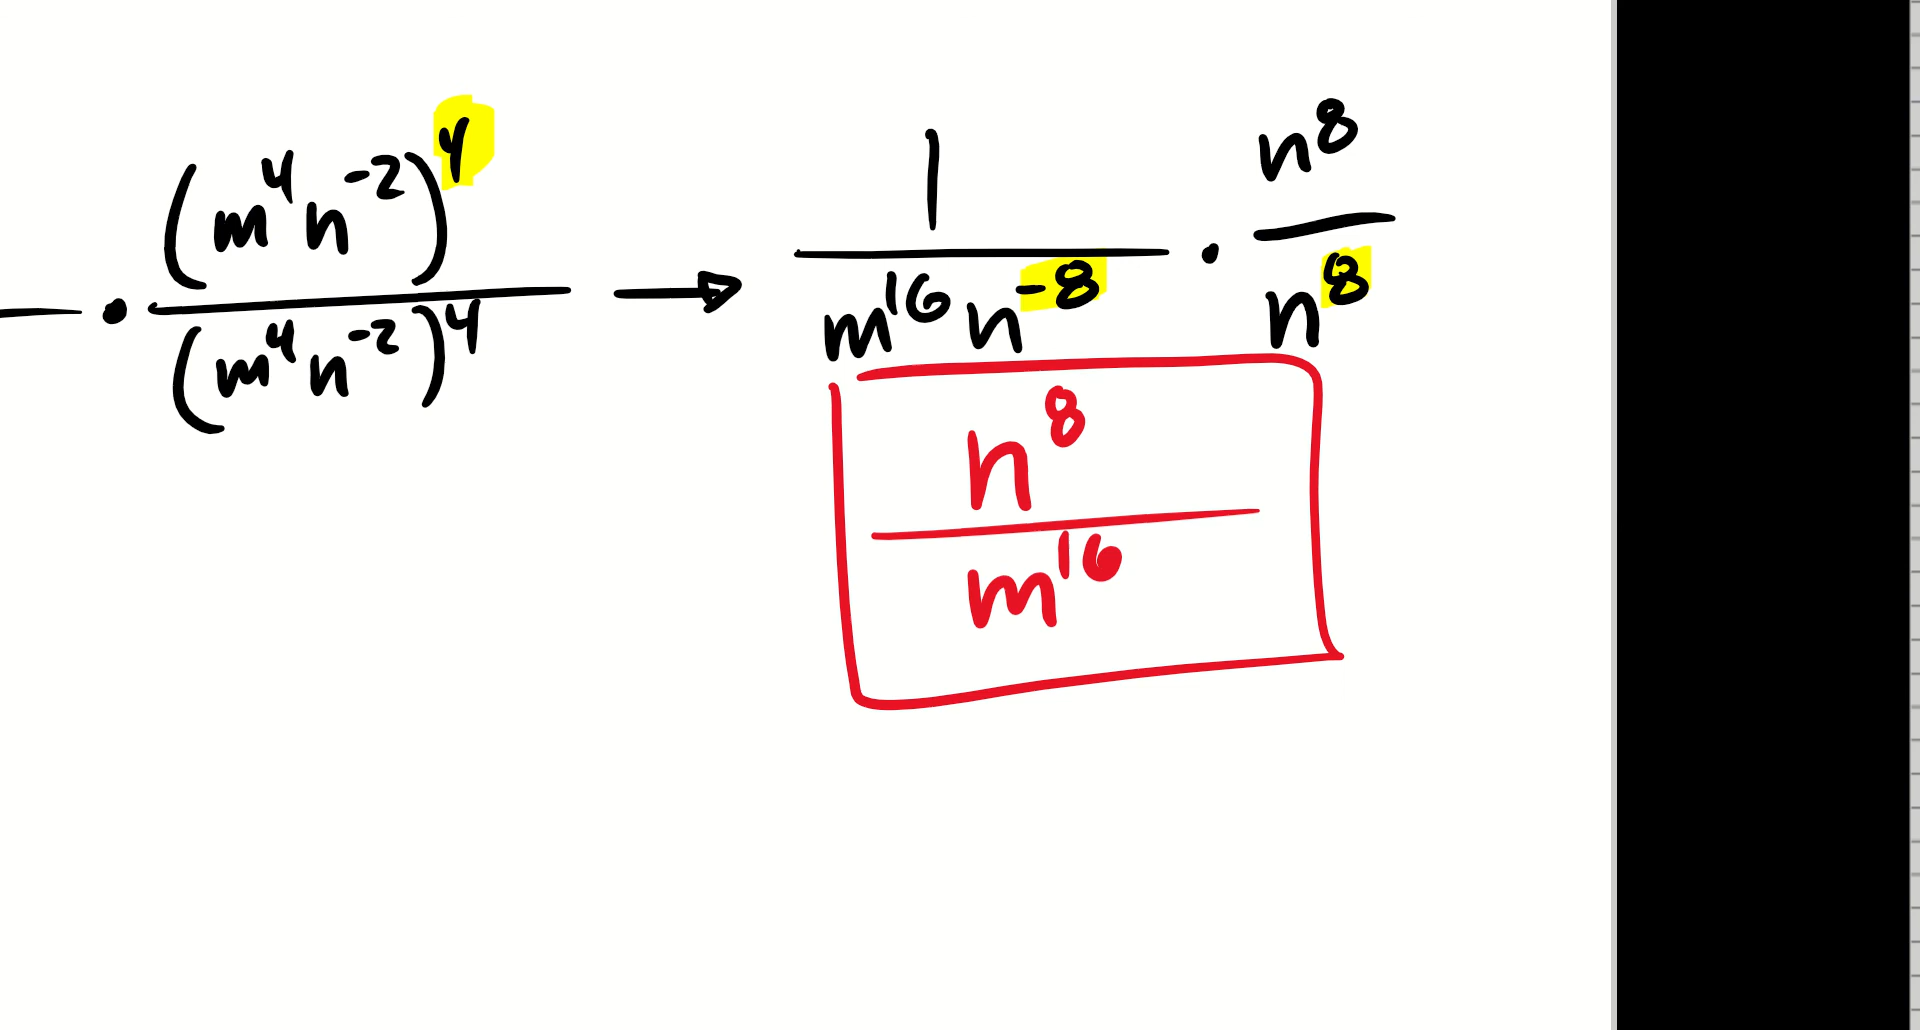 · (m⁴n⁻²)⁴ / (m⁴n⁻²)⁴ → 1 / m¹⁶n⁻⁸ · n⁸ / n⁸
n⁸ / m¹⁶